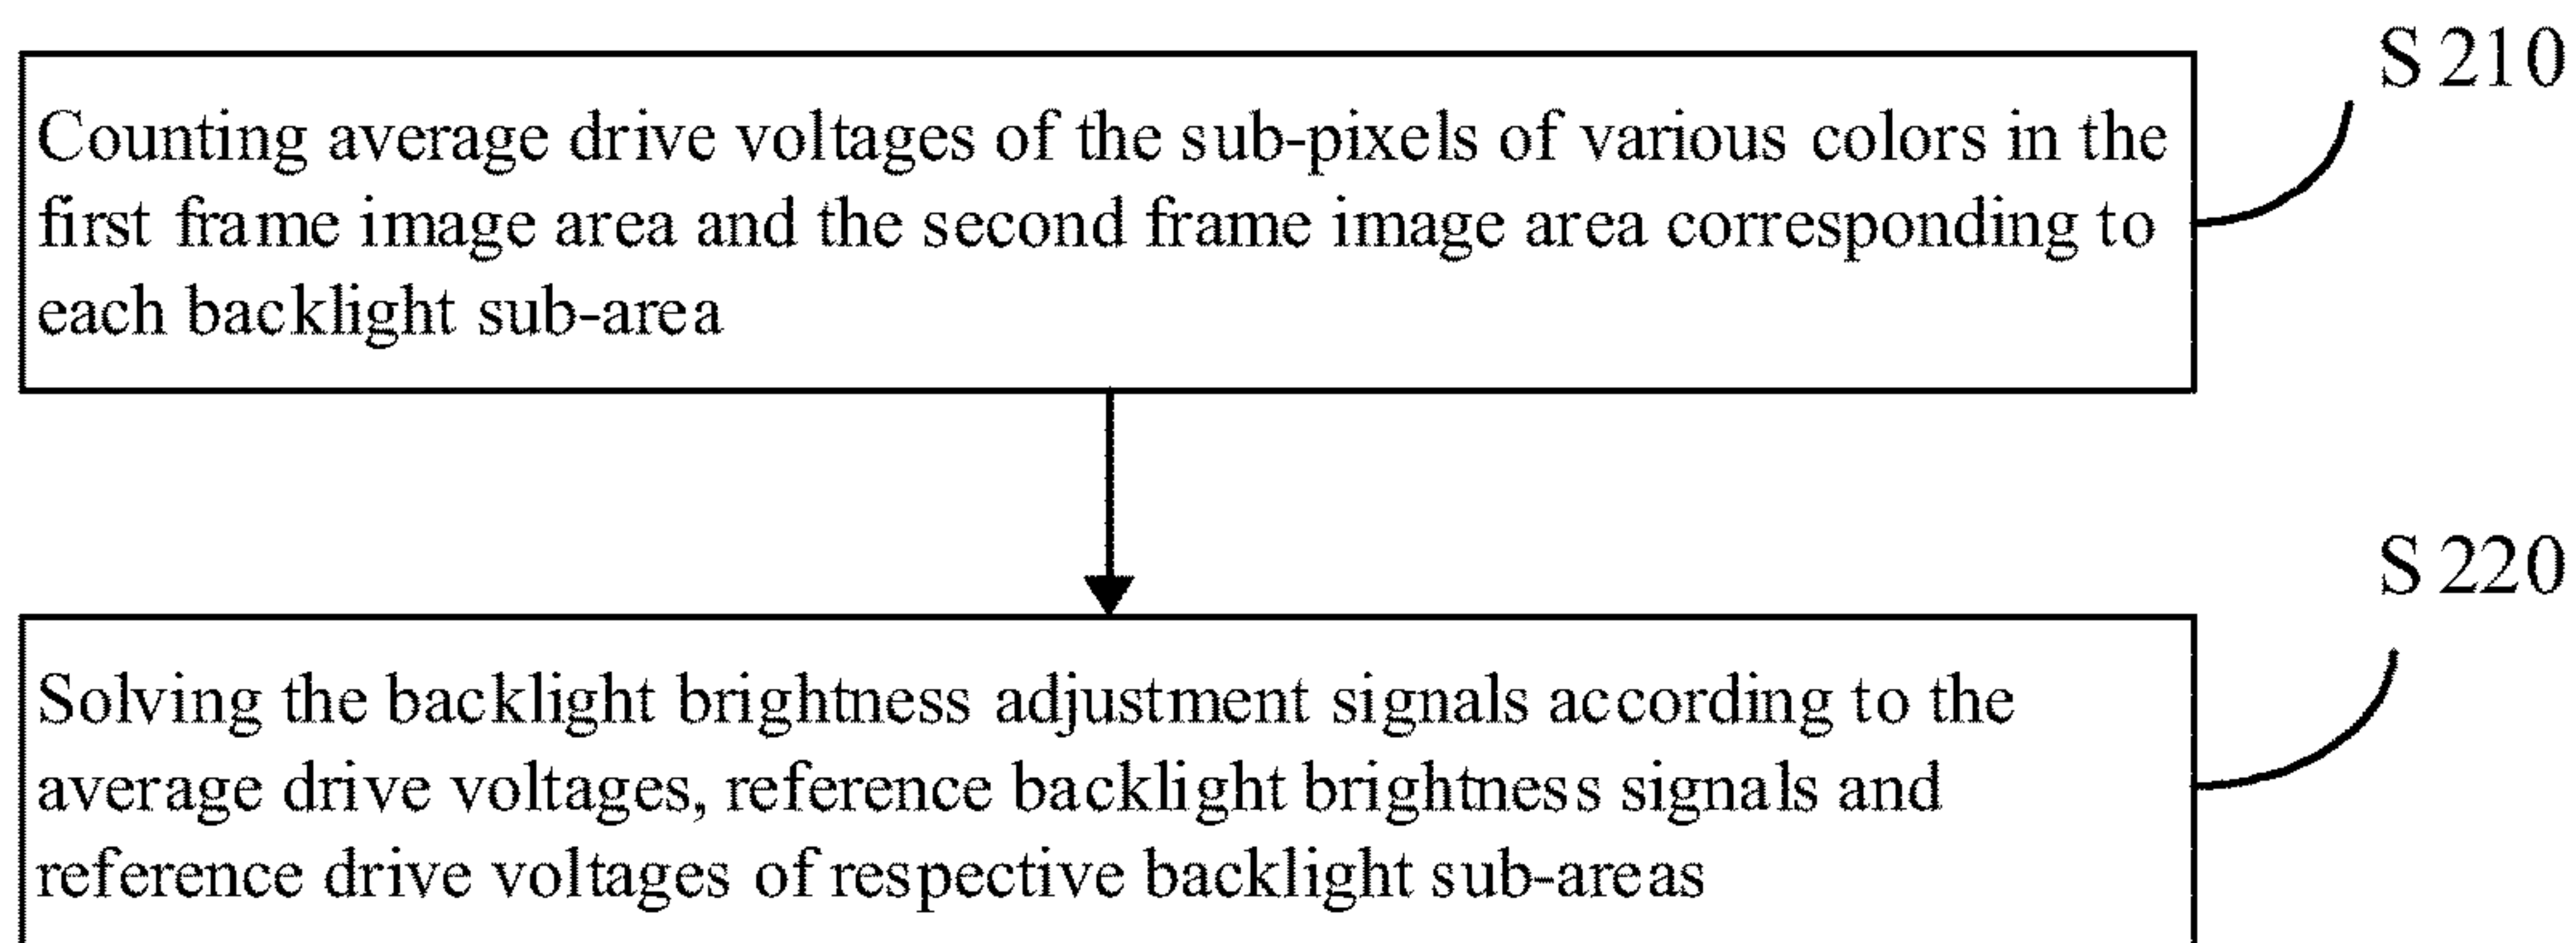 S210
Counting average drive voltages of the sub-pixels of various colors in the
first frame image area and the second frame image area corresponding to
each backlight sub-area
S220
Solving the backlight brightness adjustment signals according to the
average drive voltages, reference backlight brightness signals and
reference drive voltages of respective backlight sub-areas